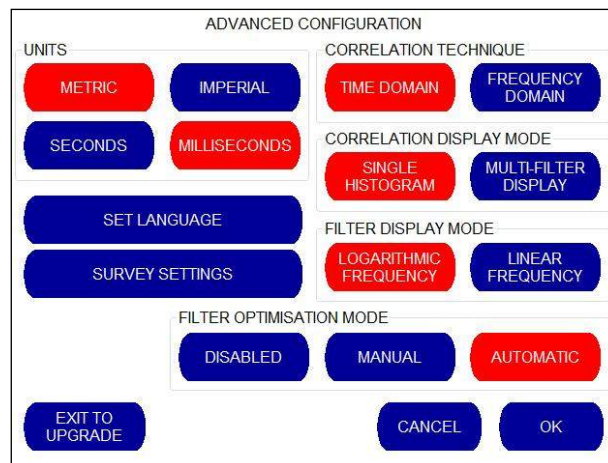 ADVANCED CONFIGURATION
UNITS
METRIC
IMPERIAL
SECONDS
MILLISECONDS
CORRELATION TECHNIQUE
TIME DOMAIN
FREQUENCY
DOMAIN
CORRELATION DISPLAY MODE
SINGLE
HISTOGRAM
MULTI-FILTER
DISPLAY
SET LANGUAGE
SURVEY SETTINGS
FILTER DISPLAY MODE
LOGARITHMIC
FREQUENCY
LINEAR
FREQUENCY
FILTER OPTIMISATION MODE
DISABLED
MANUAL
AUTOMATIC
EXIT TO
UPGRADE
CANCEL
OK